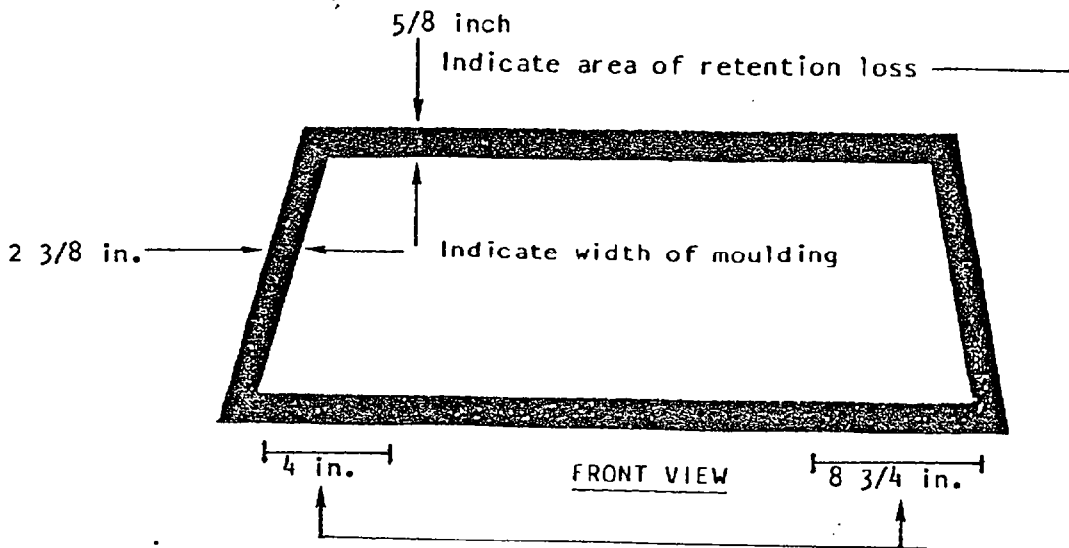 5/8 inch
Indicate area of retention loss
2 3/8 in.
Indicate width of moulding
4 in.
FRONT VIEW
8 3/4 in.